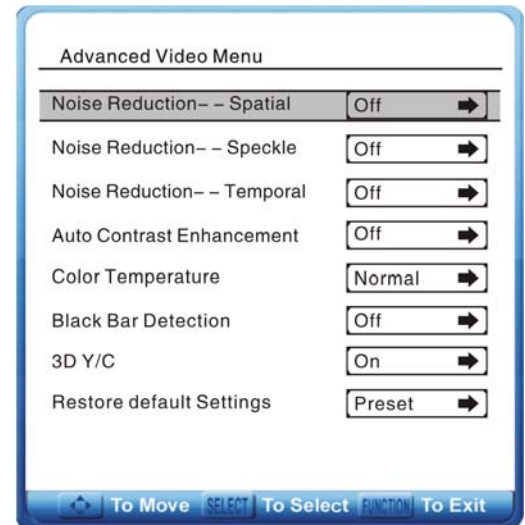 Advanced Video Menu
Noise Reduction– – Spatial Off
Noise Reduction– – Speckle Off
Noise Reduction– – Temporal Off
Auto Contrast Enhancement Off
Color Temperature Normal
Black Bar Detection Off
3D Y/C On
Restore default Settings Preset
To Move SELECT To Select FUNCTION To Exit